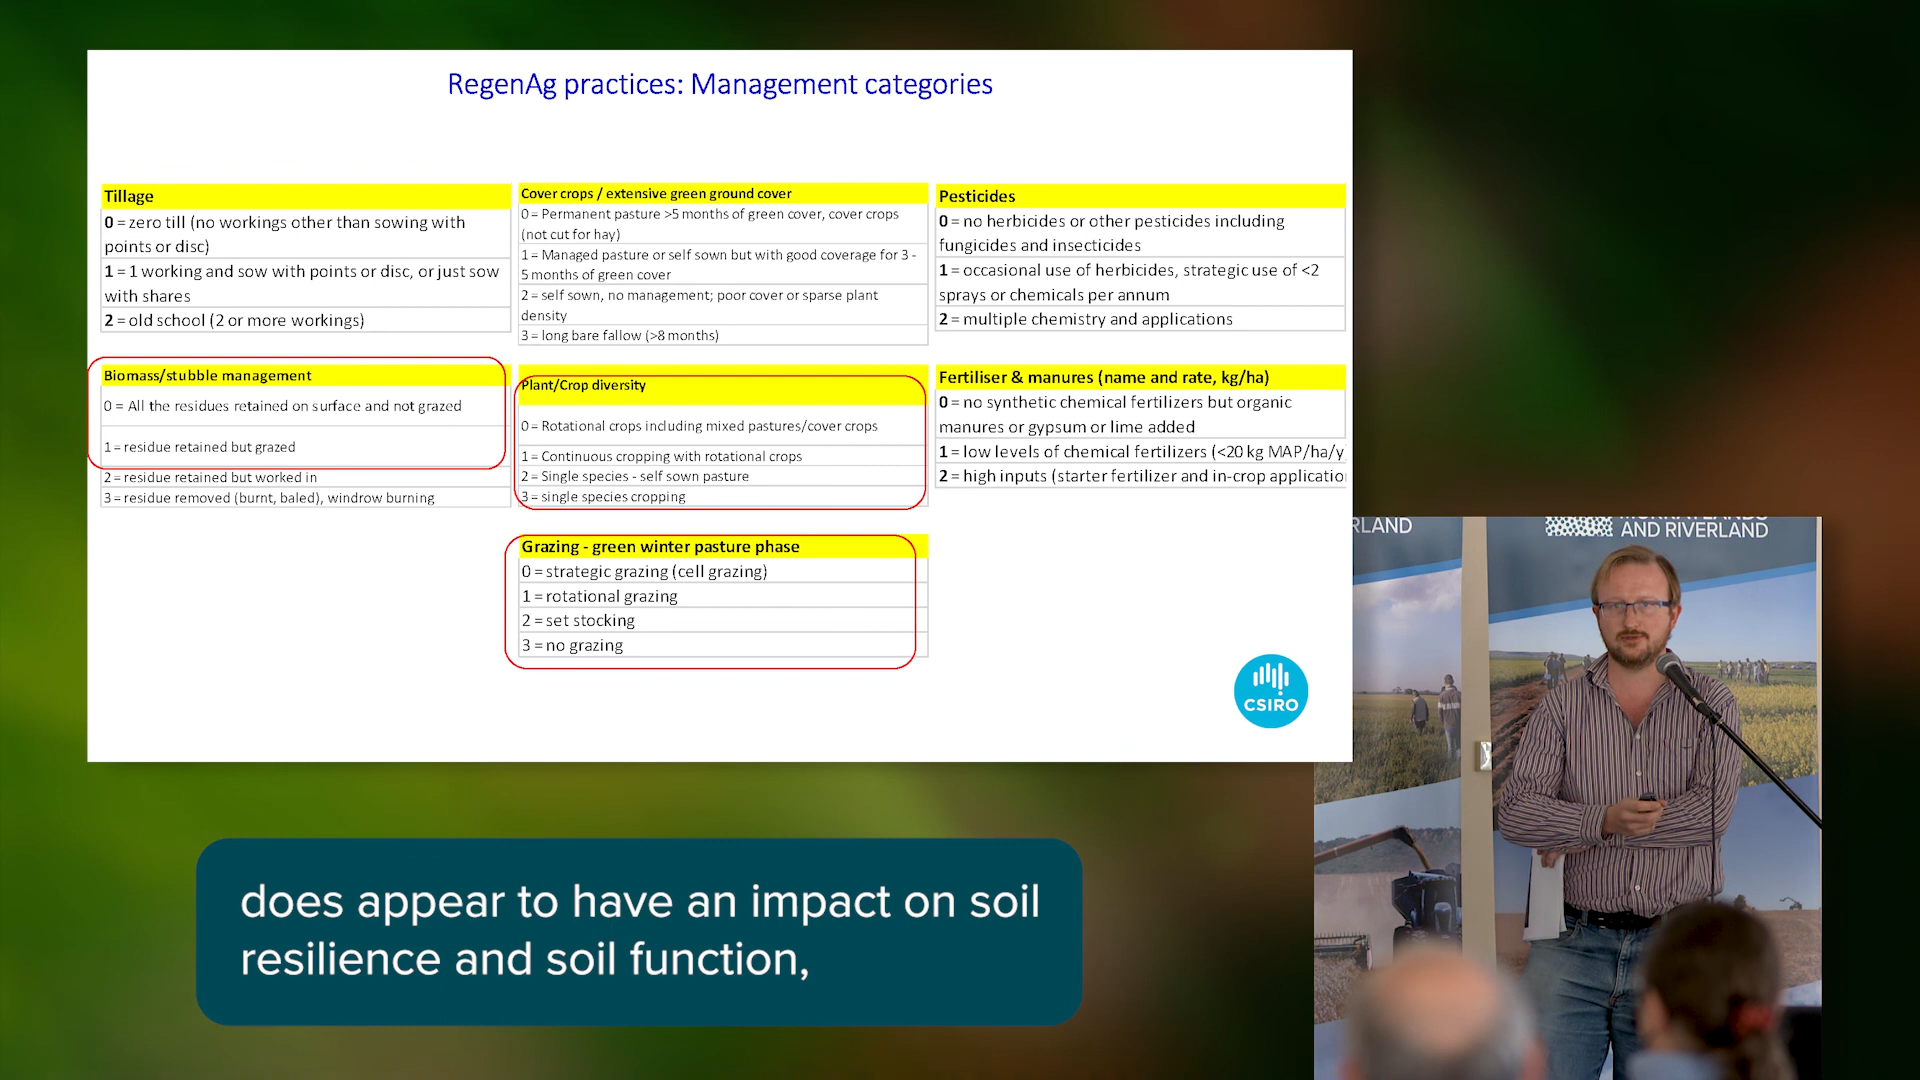 RegenAg practices: Management categories
Tillage
0 = zero till (no workings other than sowing with
points or disc)
1 = 1 working and sow with points or disc, or just sow
with shares
2 = old school (2 or more workings)
Cover crops / extensive green ground cover
0 = Permanent pasture >5 months of green cover, cover crops
(not cut for hay)
1 = Managed pasture or self sown but with good coverage for 3 -
5 months of green cover
2 = self sown, no management; poor cover or sparse plant
density
3 = long bare fallow (>8 months)
Pesticides
0 = no herbicides or other pesticides including
fungicides and insecticides
1 = occasional use of herbicides, strategic use of <2
sprays or chemicals per annum
2 = multiple chemistry and applications
Biomass/stubble management
0 = All the residues retained on surface and not grazed
1 = residue retained but grazed
2 = residue retained but worked in
3 = residue removed (burnt, baled), windrow burning
Plant/Crop diversity
0 = Rotational crops including mixed pastures/cover crops
1 = Continuous cropping with rotational crops
2 = Single species - self sown pasture
3 = single species cropping
Fertiliser & manures (name and rate, kg/ha)
0 = no synthetic chemical fertilizers but organic
manures or gypsum or lime added
1 = low levels of chemical fertilizers (<20 kg MAP/ha/y
2 = high inputs (starter fertilizer and in-crop applicatio
Grazing - green winter pasture phase
0 = strategic grazing (cell grazing)
1 = rotational grazing
2 = set stocking
3 = no grazing
CSIRO
RLAND
AND RIVERLAND
does appear to have an impact on soil
resilience and soil function,